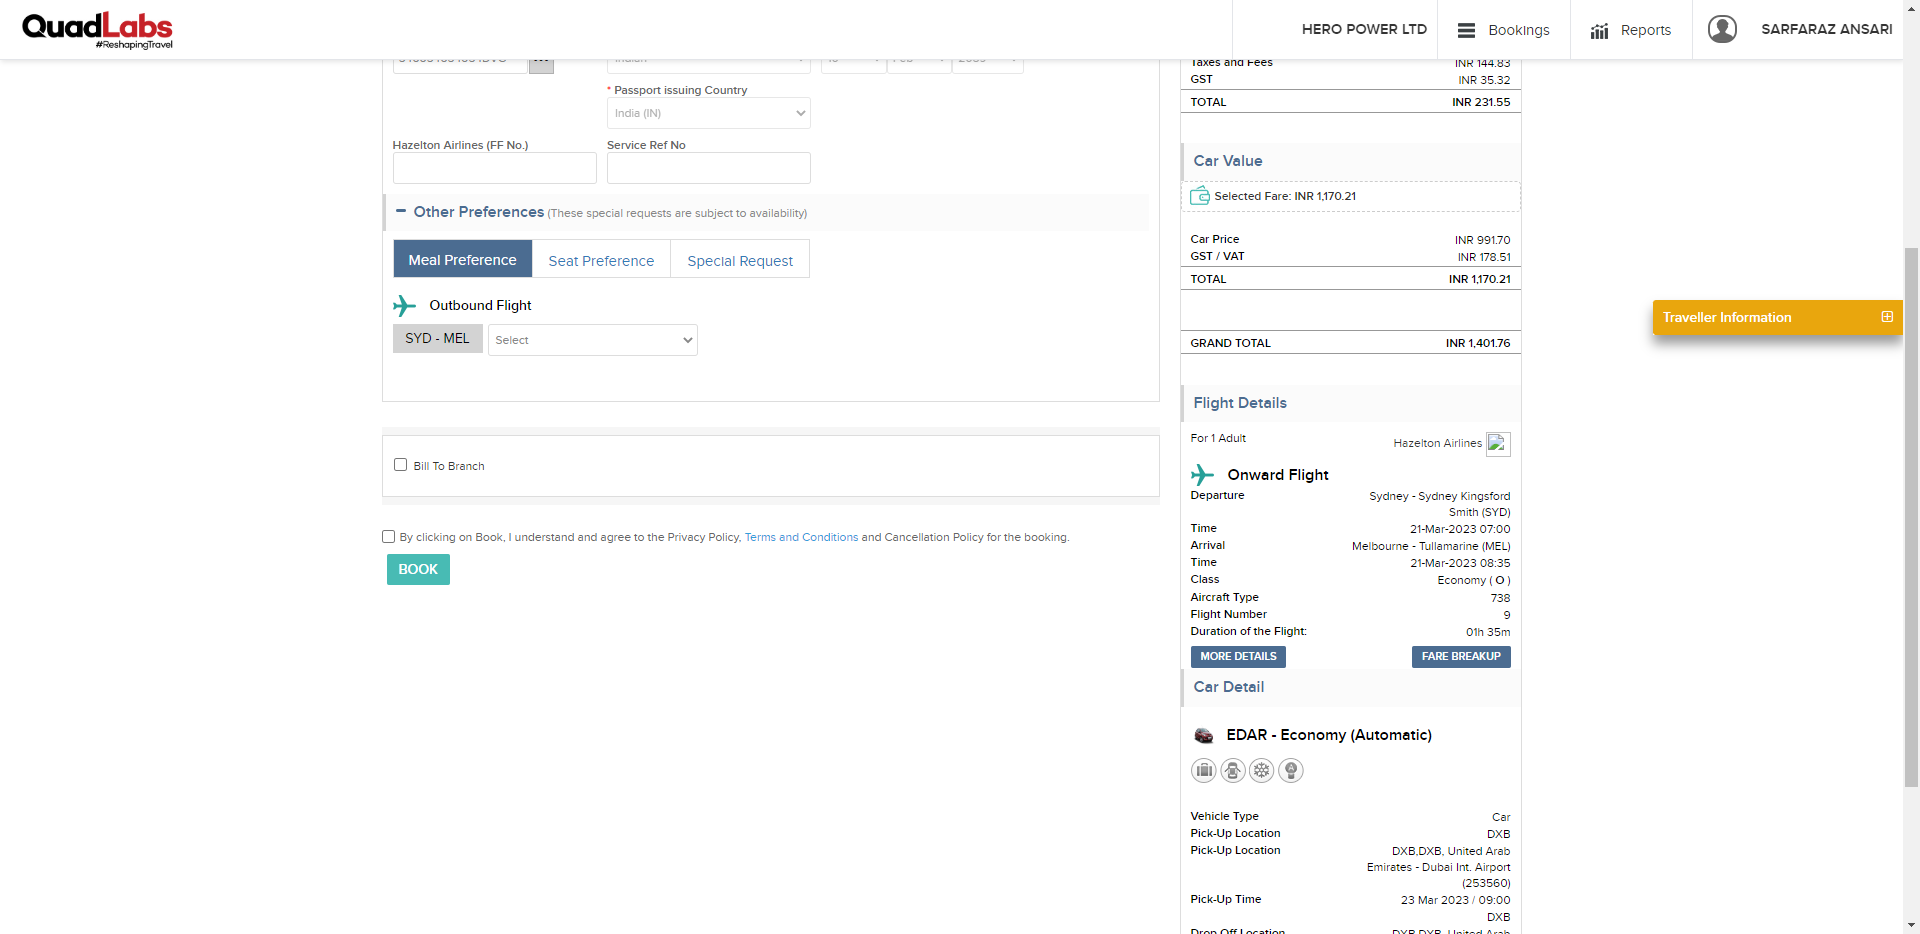 QuadLabs
#ReshapingTravel
HERO POWER LTD
Bookings
Reports
SARFARAZ ANSARI
Indian
* Passport issuing Country
India (IN)
Hazelton Airlines (FF No.)
Service Ref No
Other Preferences (These special requests are subject to availability)
Meal Preference
Seat Preference
Special Request
Outbound Flight
SYD - MEL
Select
Bill To Branch
By clicking on Book, I understand and agree to the Privacy Policy, Terms and Conditions and Cancellation Policy for the booking.
BOOK
Taxes and Fees INR 144.83
GST INR 35.32
TOTAL INR 231.55
Car Value
Selected Fare: INR 1,170.21
Car Price INR 991.70
GST / VAT INR 178.51
TOTAL INR 1,170.21
GRAND TOTAL INR 1,401.76
Flight Details
For 1 Adult
Hazelton Airlines
Onward Flight
Departure Sydney - Sydney Kingsford
Smith (SYD)
Time 21-Mar-2023 07:00
Arrival Melbourne - Tullamarine (MEL)
Time 21-Mar-2023 08:35
Class Economy ( O )
Aircraft Type 738
Flight Number 9
Duration of the Flight: 01h 35m
MORE DETAILS
FARE BREAKUP
Car Detail
EDAR - Economy (Automatic)
Vehicle Type Car
Pick-Up Location DXB
Pick-Up Location DXB,DXB, United Arab
Emirates - Dubai Int. Airport
(253560)
Pick-Up Time 23 Mar 2023 / 09:00
DXB
Drop Off Location DXB,DXB, United Arab
Traveller Information